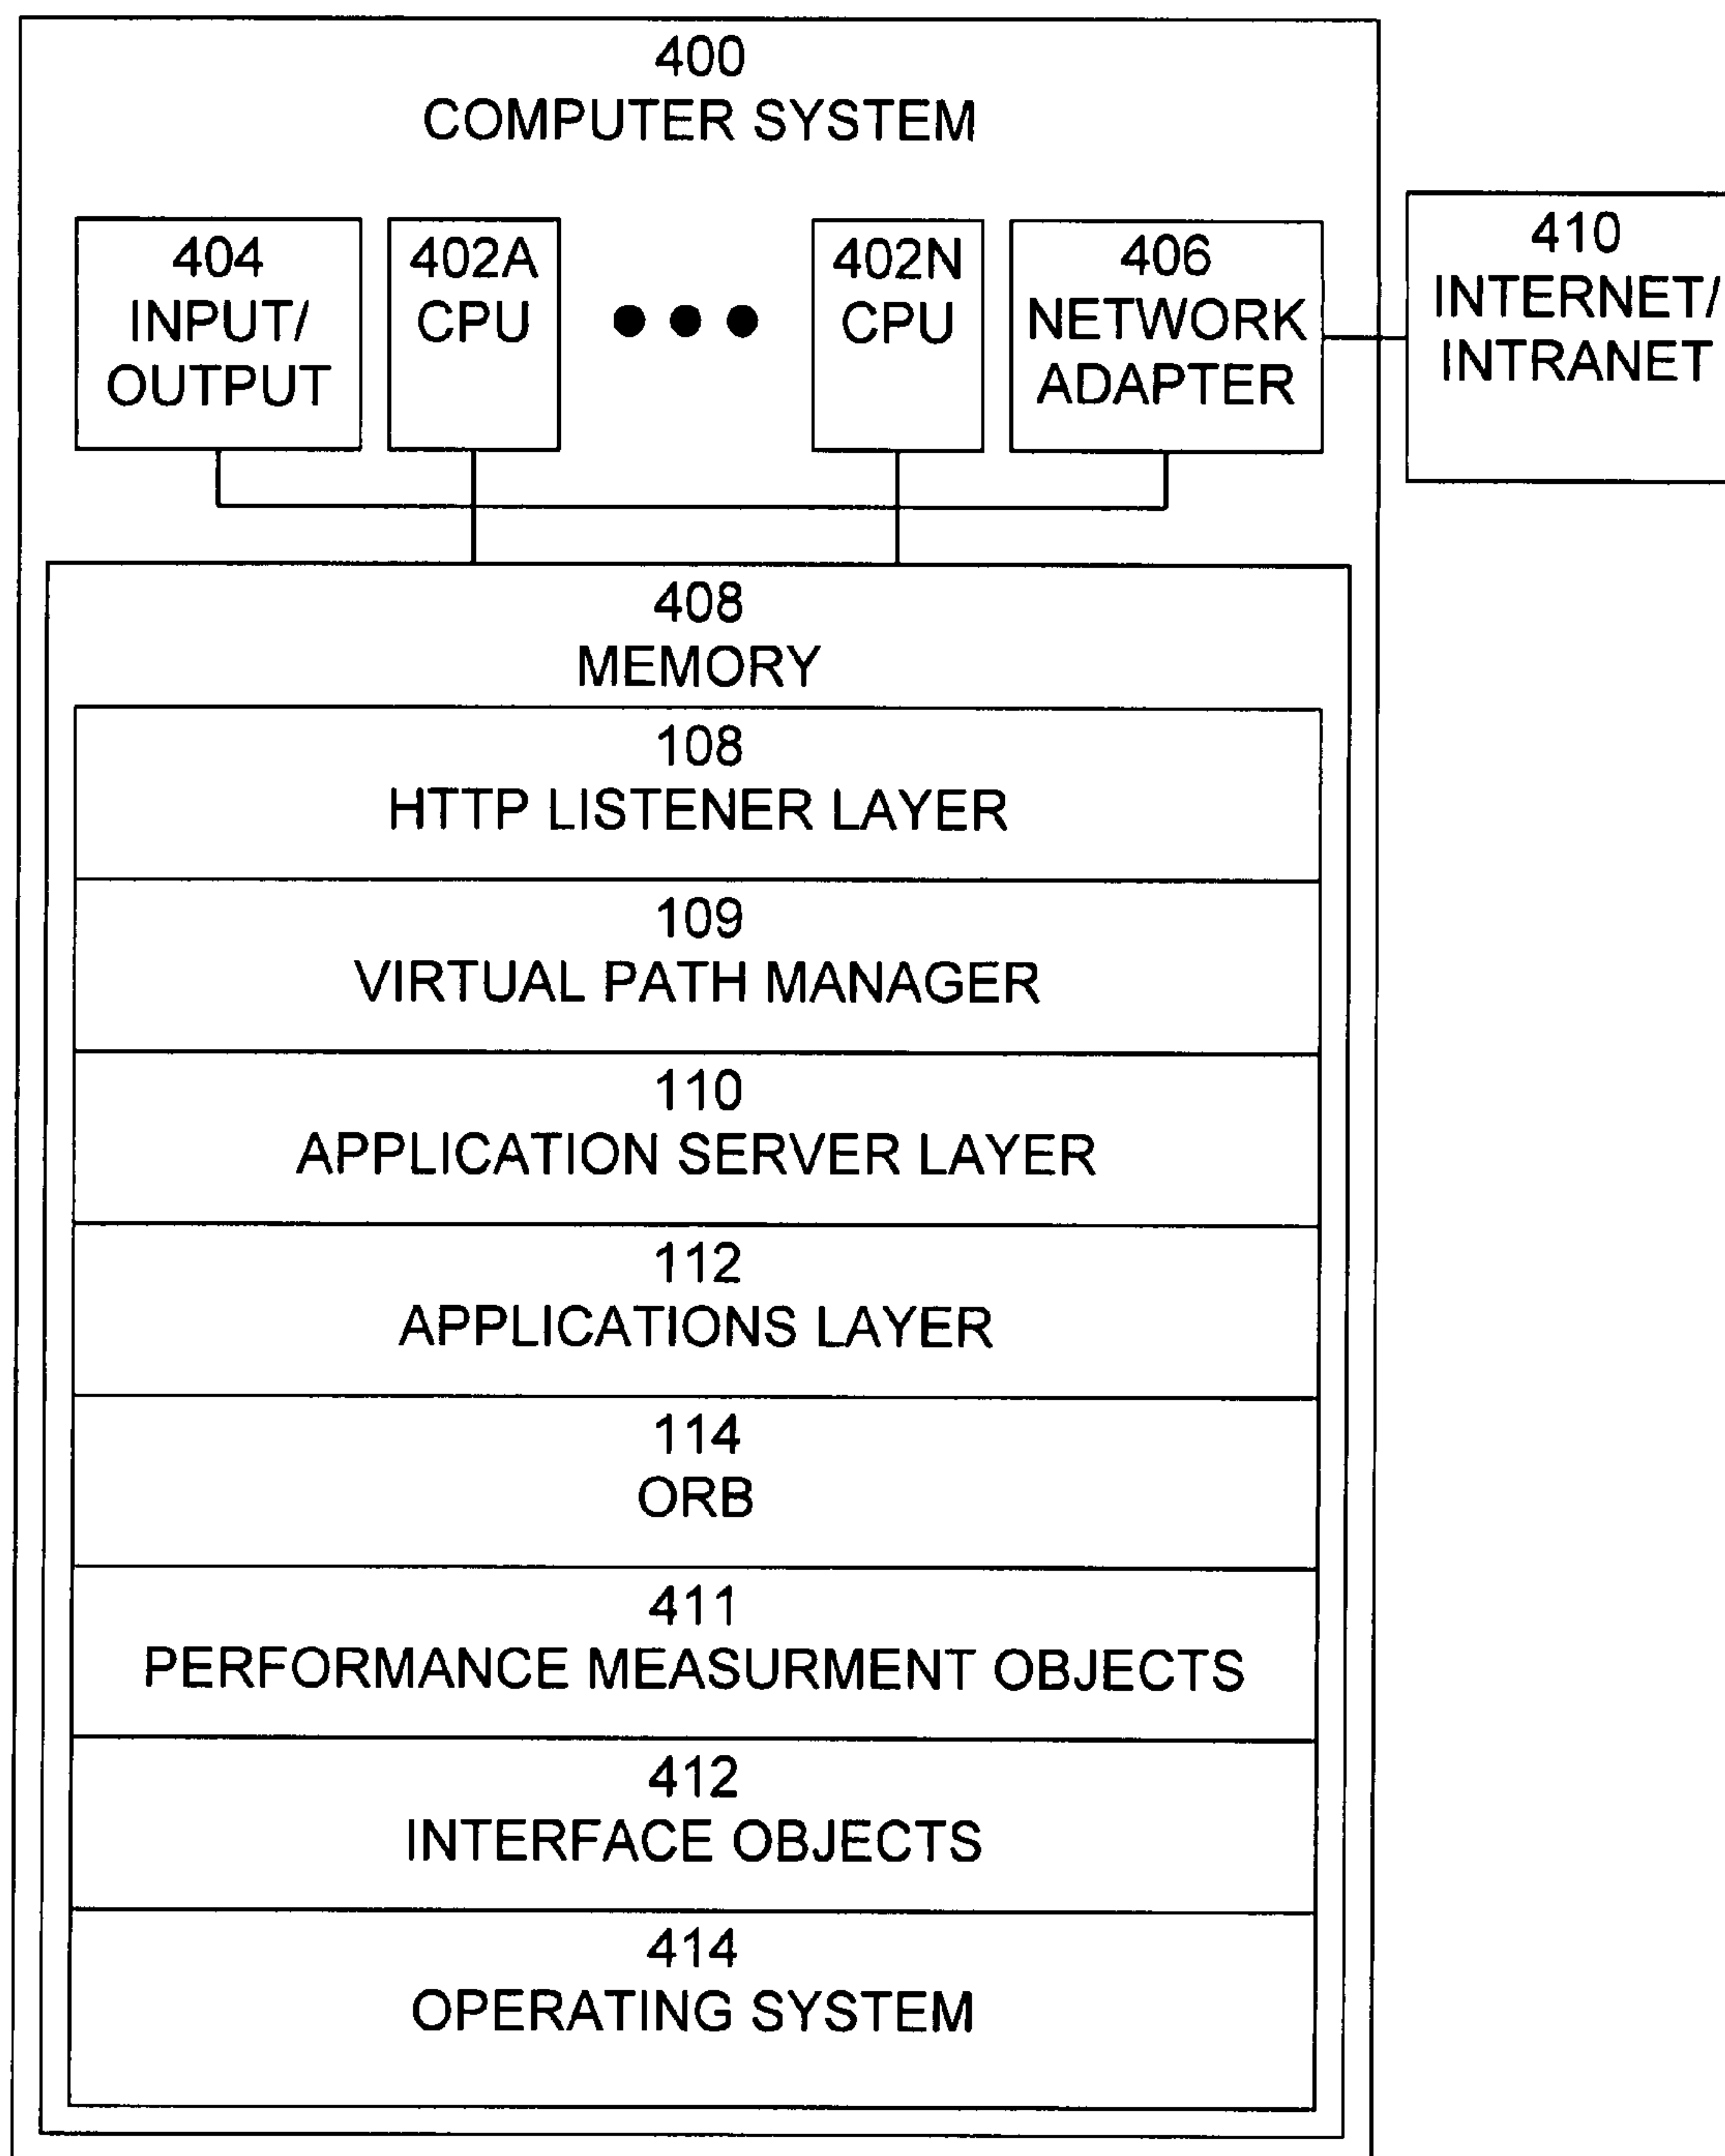 400
COMPUTER SYSTEM
404
INPUT/
OUTPUT
402A
CPU
402N
CPU
406
NETWORK
ADAPTER
410
INTERNET/
INTRANET
408
MEMORY
108
HTTP LISTENER LAYER
109
VIRTUAL PATH MANAGER
110
APPLICATION SERVER LAYER
112
APPLICATIONS LAYER
114
ORB
411
PERFORMANCE MEASURMENT OBJECTS
412
INTERFACE OBJECTS
414
OPERATING SYSTEM